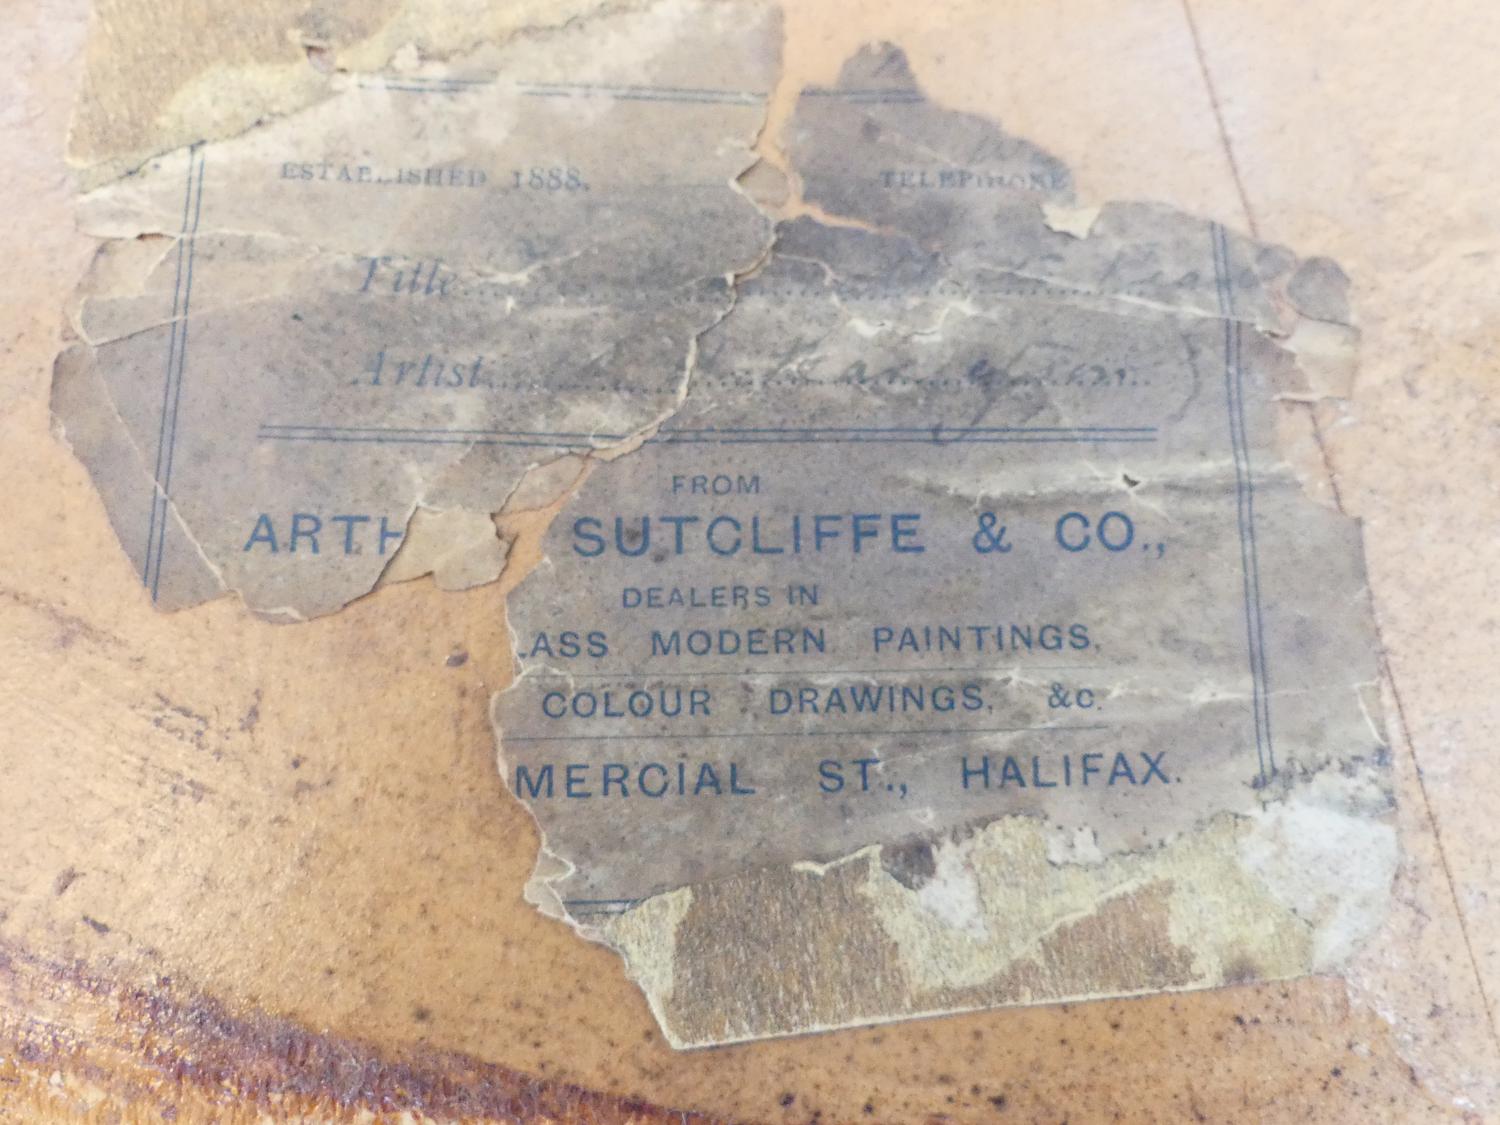 ESTABLISHED 1888.
TELEPHONE
Title
Artist
FROM
ARTH SUTCLIFFE & CO.,
DEALERS IN
LASS MODERN PAINTINGS,
COLOUR DRAWINGS, &c.
MERCIAL ST., HALIFAX.